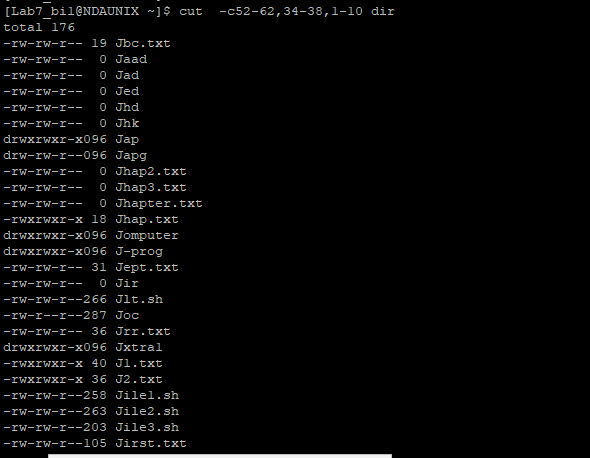 [Lab7_bil@NDAUNIX ~]$ cut  -c52-62,34-38,1-10 dir
total 176
-rw-rw-r-- 19 Jbc.txt
-rw-rw-r--  0 Jaad
-rw-rw-r--  0 Jad
-rw-rw-r--  0 Jed
-rw-rw-r--  0 Jhd
-rw-rw-r--  0 Jhk
drwxrwxr-x096 Jap
drw-rw-r--096 Japg
-rw-rw-r--  0 Jhap2.txt
-rw-rw-r--  0 Jhap3.txt
-rw-rw-r--  0 Jhapter.txt
-rwxrwxr-x 18 Jhap.txt
drwxrwxr-x096 Jomputer
drwxrwxr-x096 J-prog
-rw-rw-r-- 31 Jept.txt
-rw-rw-r--  0 Jir
-rw-rw-r--266 Jlt.sh
-rw-r--r--287 Joc
-rw-rw-r-- 36 Jrr.txt
drwxrwxr-x096 Jxtral
-rwxrwxr-x 40 J1.txt
-rwxrwxr-x 36 J2.txt
-rw-rw-r--258 Jile1.sh
-rw-rw-r--263 Jile2.sh
-rw-rw-r--203 Jile3.sh
-rw-rw-r--105 Jirst.txt